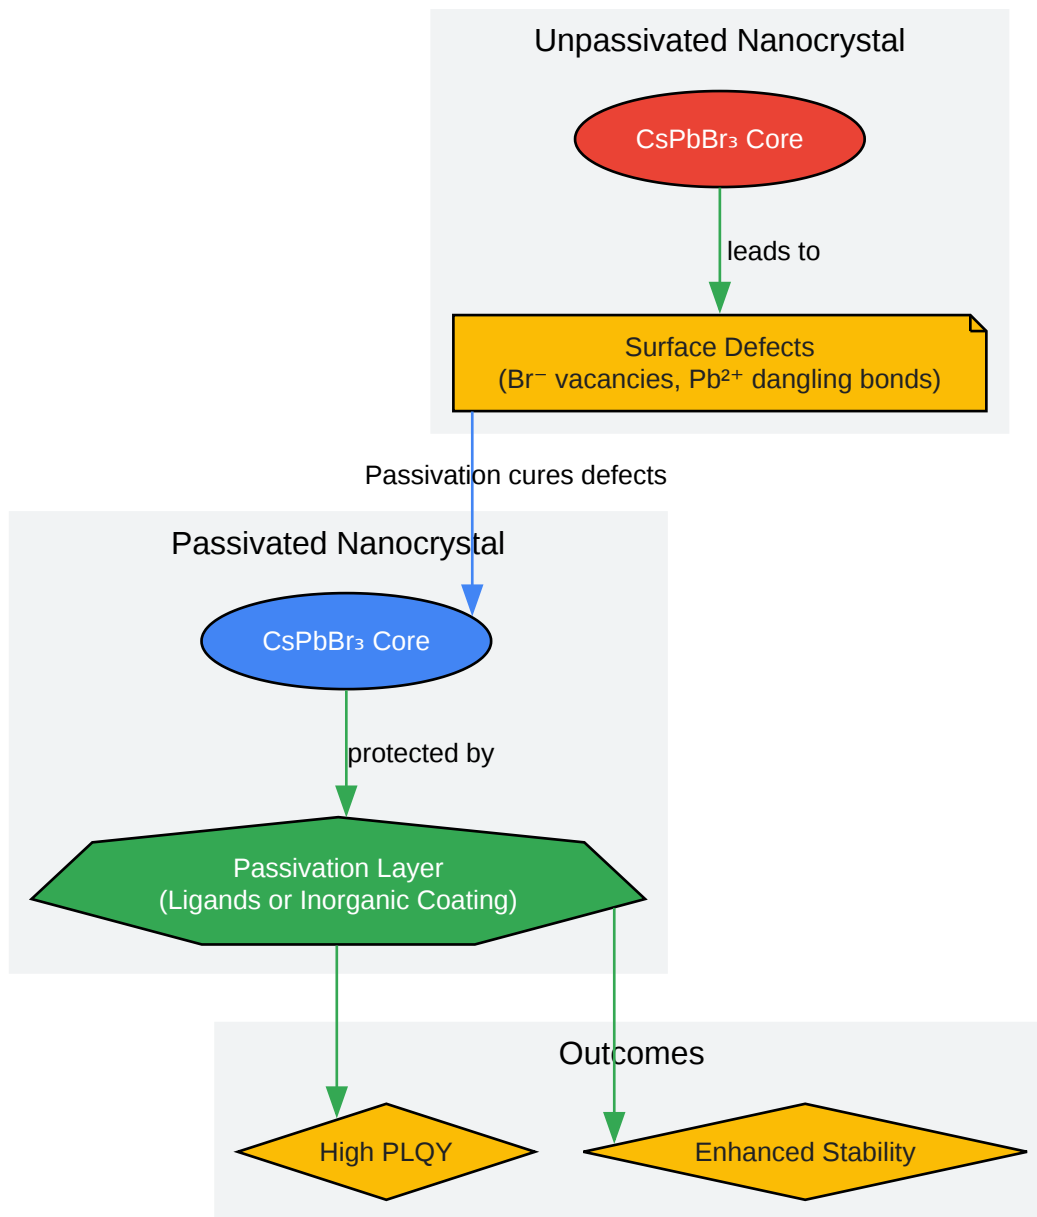 Unpassivated Nanocrystal
CsPbBr₃ Core
leads to
Surface Defects
(Br⁻ vacancies, Pb²⁺ dangling bonds)
Passivation cures defects
Passivated Nanocrystal
CsPbBr₃ Core
protected by
Passivation Layer
(Ligands or Inorganic Coating)
Outcomes
High PLQY
Enhanced Stability